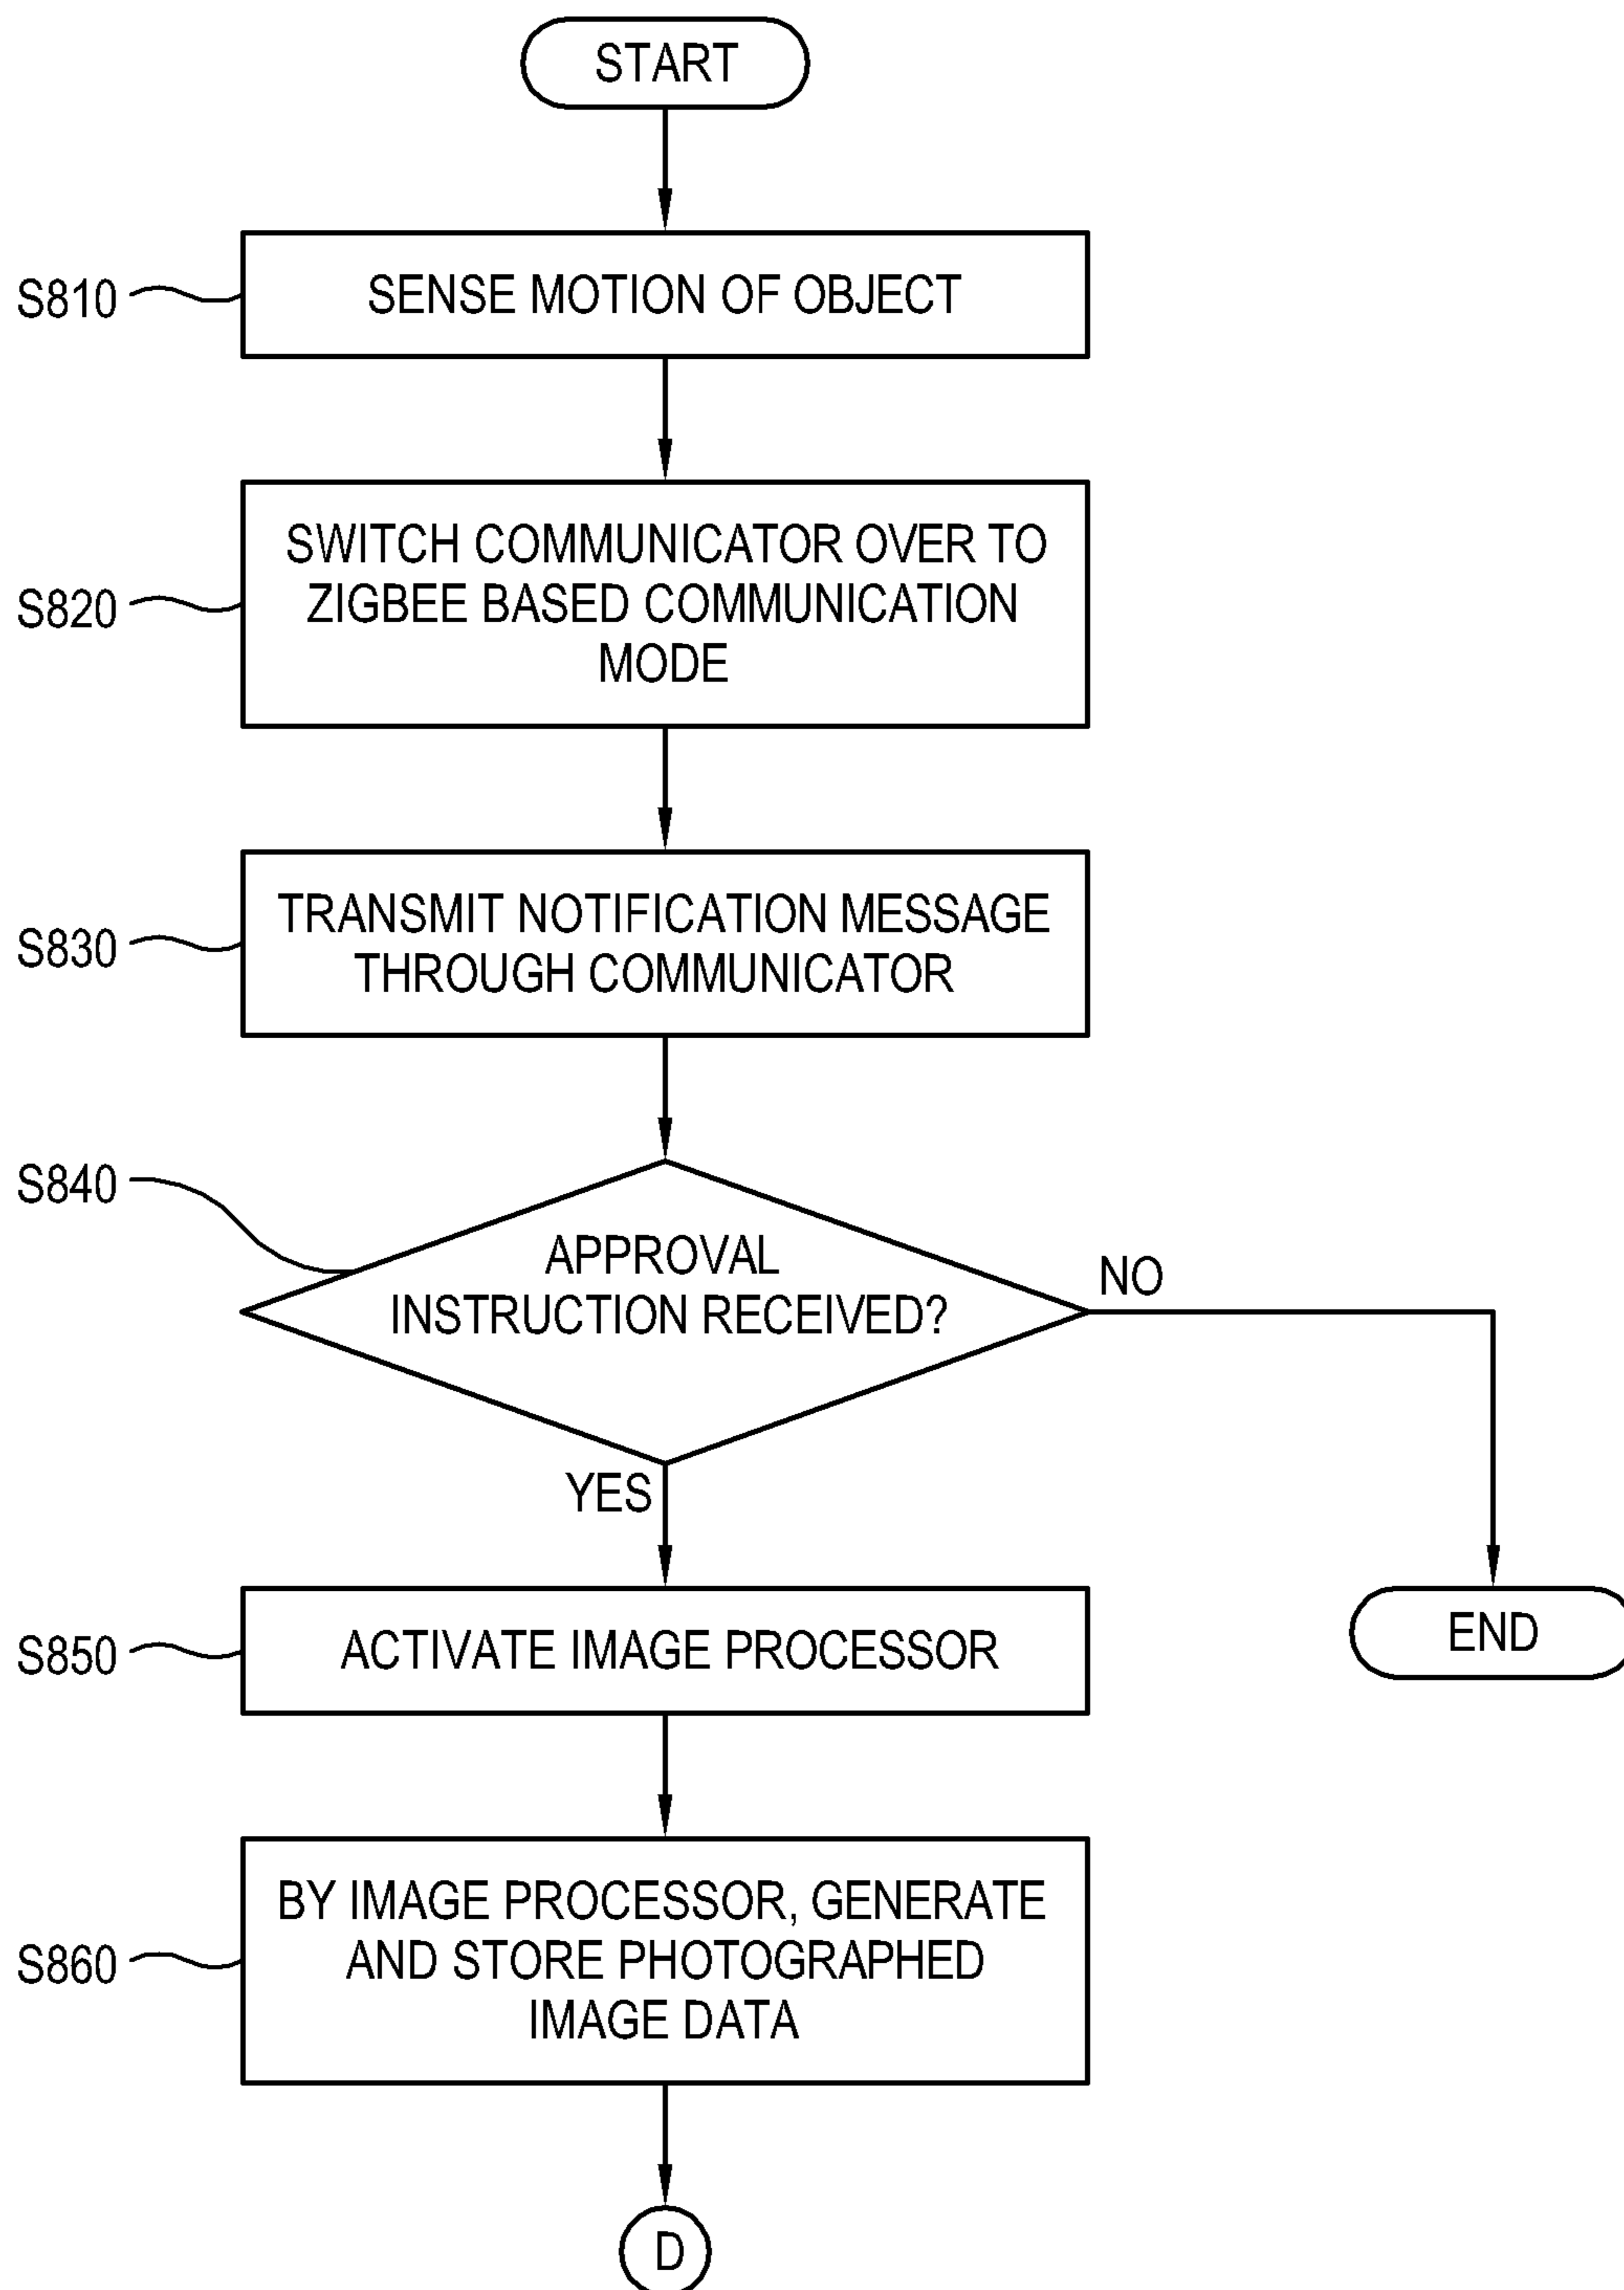 START
S810
SENSE MOTION OF OBJECT
S820
SWITCH COMMUNICATOR OVER TO
ZIGBEE BASED COMMUNICATION
MODE
S830
TRANSMIT NOTIFICATION MESSAGE
THROUGH COMMUNICATOR
S840
APPROVAL
INSTRUCTION RECEIVED?
NO
YES
S850
ACTIVATE IMAGE PROCESSOR
END
S860
BY IMAGE PROCESSOR, GENERATE
AND STORE PHOTOGRAPHED
IMAGE DATA
D